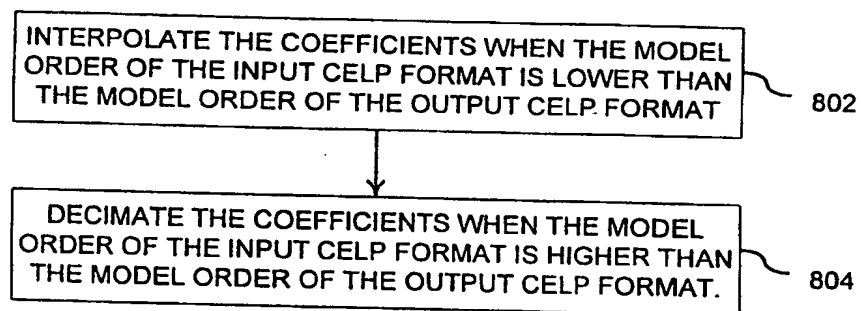 INTERPOLATE THE COEFFICIENTS WHEN THE MODEL
ORDER OF THE INPUT CELP FORMAT IS LOWER THAN
THE MODEL ORDER OF THE OUTPUT CELP FORMAT
802
DECIMATE THE COEFFICIENTS WHEN THE MODEL
ORDER OF THE INPUT CELP FORMAT IS HIGHER THAN
THE MODEL ORDER OF THE OUTPUT CELP FORMAT.
804